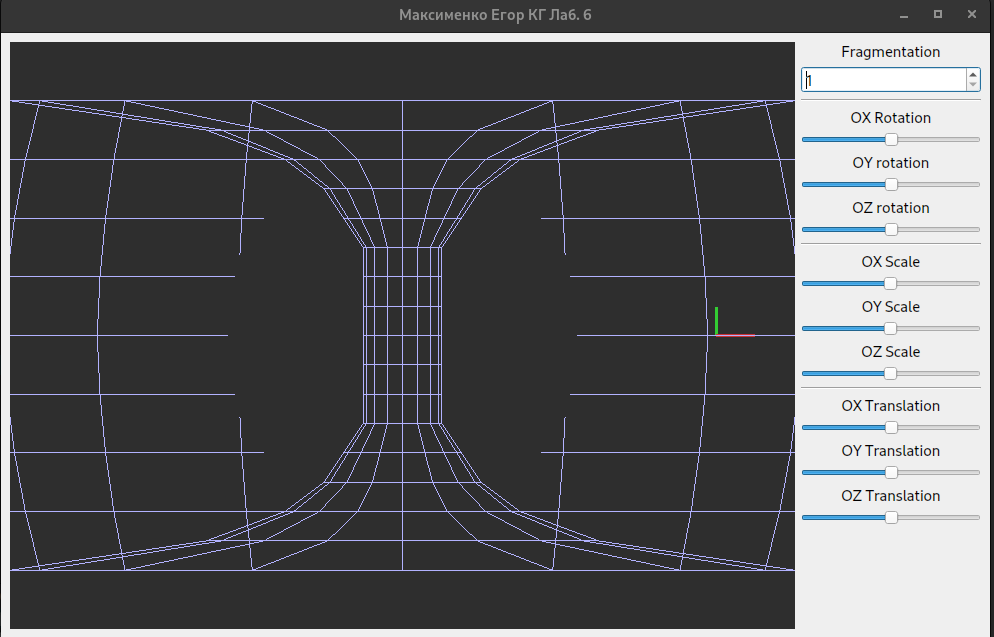 Максименко Егор КГ Лаб. 6
Fragmentation
1
OX Rotation
OY rotation
OZ rotation
OX Scale
OY Scale
OZ Scale
OX Translation
OY Translation
OZ Translation